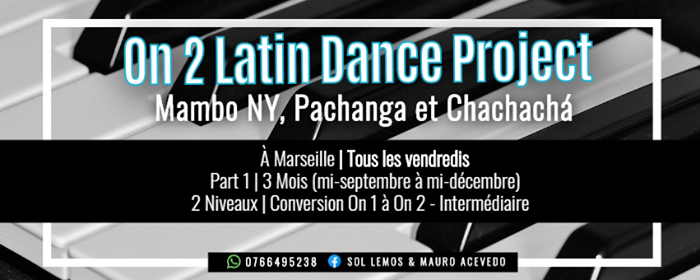 On 2 Latin Dance Project
Mambo NY, Pachanga et Chachachá
À Marseille | Tous les vendredis
Part 1 | 3 Mois (mi-septembre à mi-décembre)
2 Niveaux | Conversion On 1 à On 2 - Intermédiaire
0766495238 SOL LEMOS & MAURO ACEVEDO